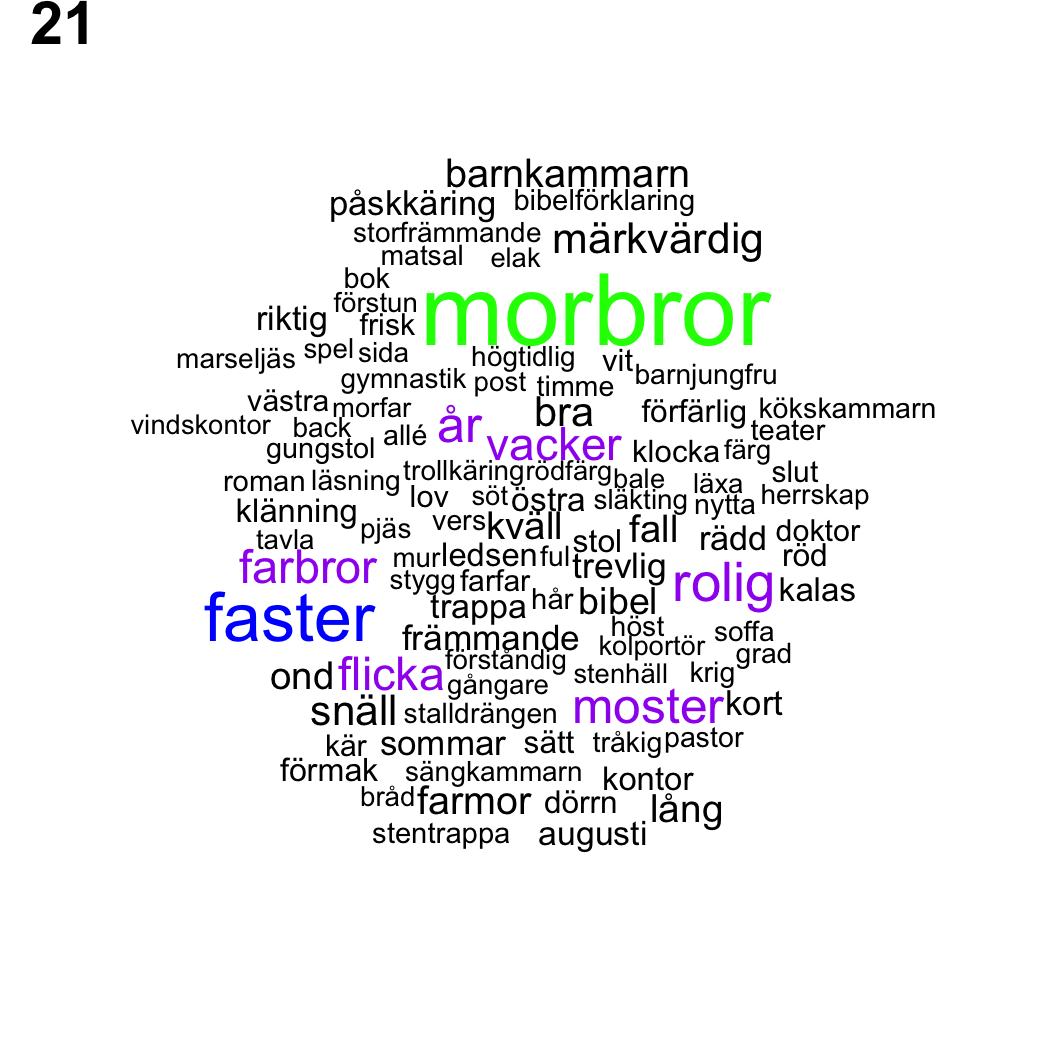 21
barnkammarn
påskkäring bibelförklaring
storfrämmande märkvärdig
matsal elak
bok
förstun morbror
riktig frisk
marseljäs spel sida högtidlig vit
gymnastik post timme barnjungfru
västra morfar bra förfärlig kökskammarn
vindskontor back allé år teater
gungstol vacker klocka färg
roman läsning trollkäring rödfärg bale läxa slut
lov söt östra släkting nytta herrskap
klänning pjäs vers kväll fall doktor
tavla stol rädd
farbror mur ledsen ful trevlig röd
stygg farfar rolig kalas
faster trappa hår bibel
främmande höst soffa
förståndig kolportör grad
ond flicka gångare stenhäll krig
snäll stalldrängen moster kort
kär sommar sätt tråkig pastor
förmak sängkammarn kontor
bråd farmor dörrn lång
stentrappa augusti